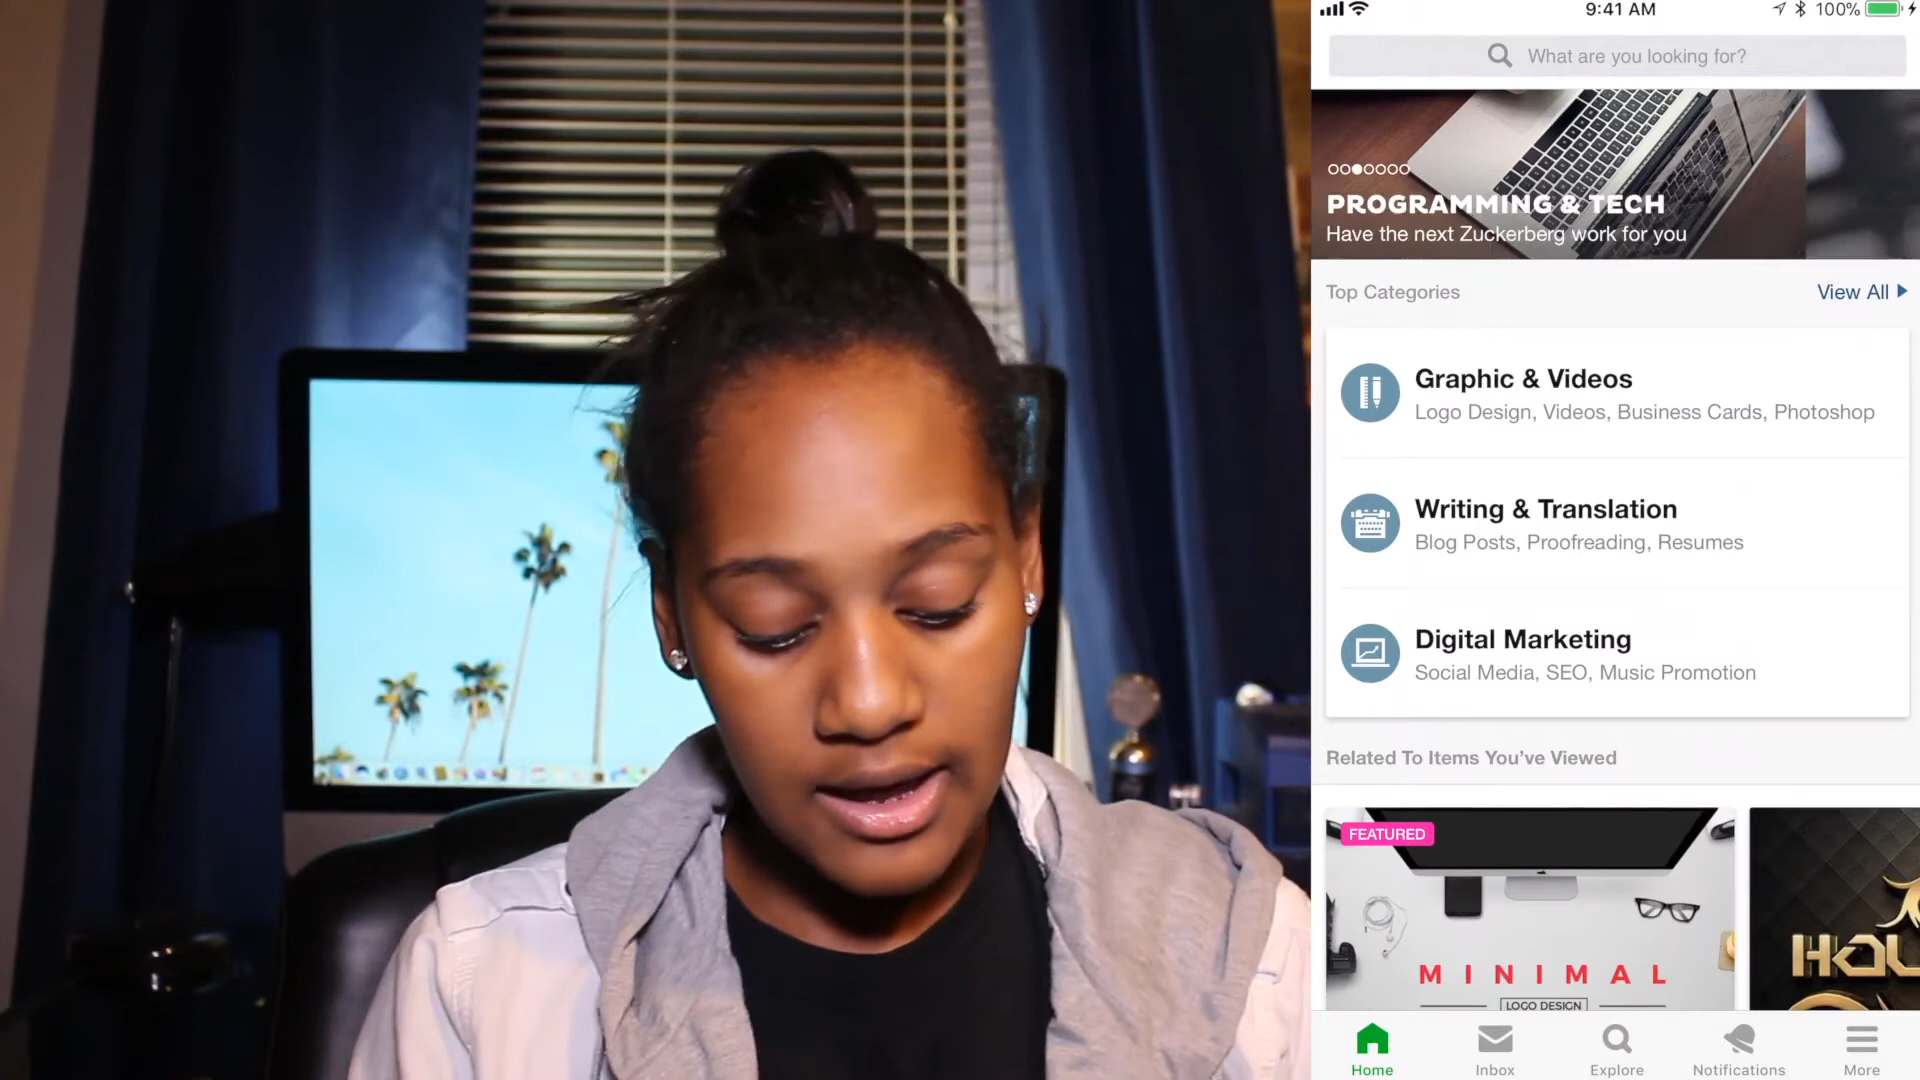 9:41 AM
100%
What are you looking for?
PROGRAMMING & TECH
Have the next Zuckerberg work for you
Top Categories
View All
Graphic & Videos
Logo Design, Videos, Business Cards, Photoshop
Writing & Translation
Blog Posts, Proofreading, Resumes
Digital Marketing
Social Media, SEO, Music Promotion
Related To Items You've Viewed
FEATURED
MINIMAL
LOGO DESIGN
Home
Inbox
Explore
Notifications
More